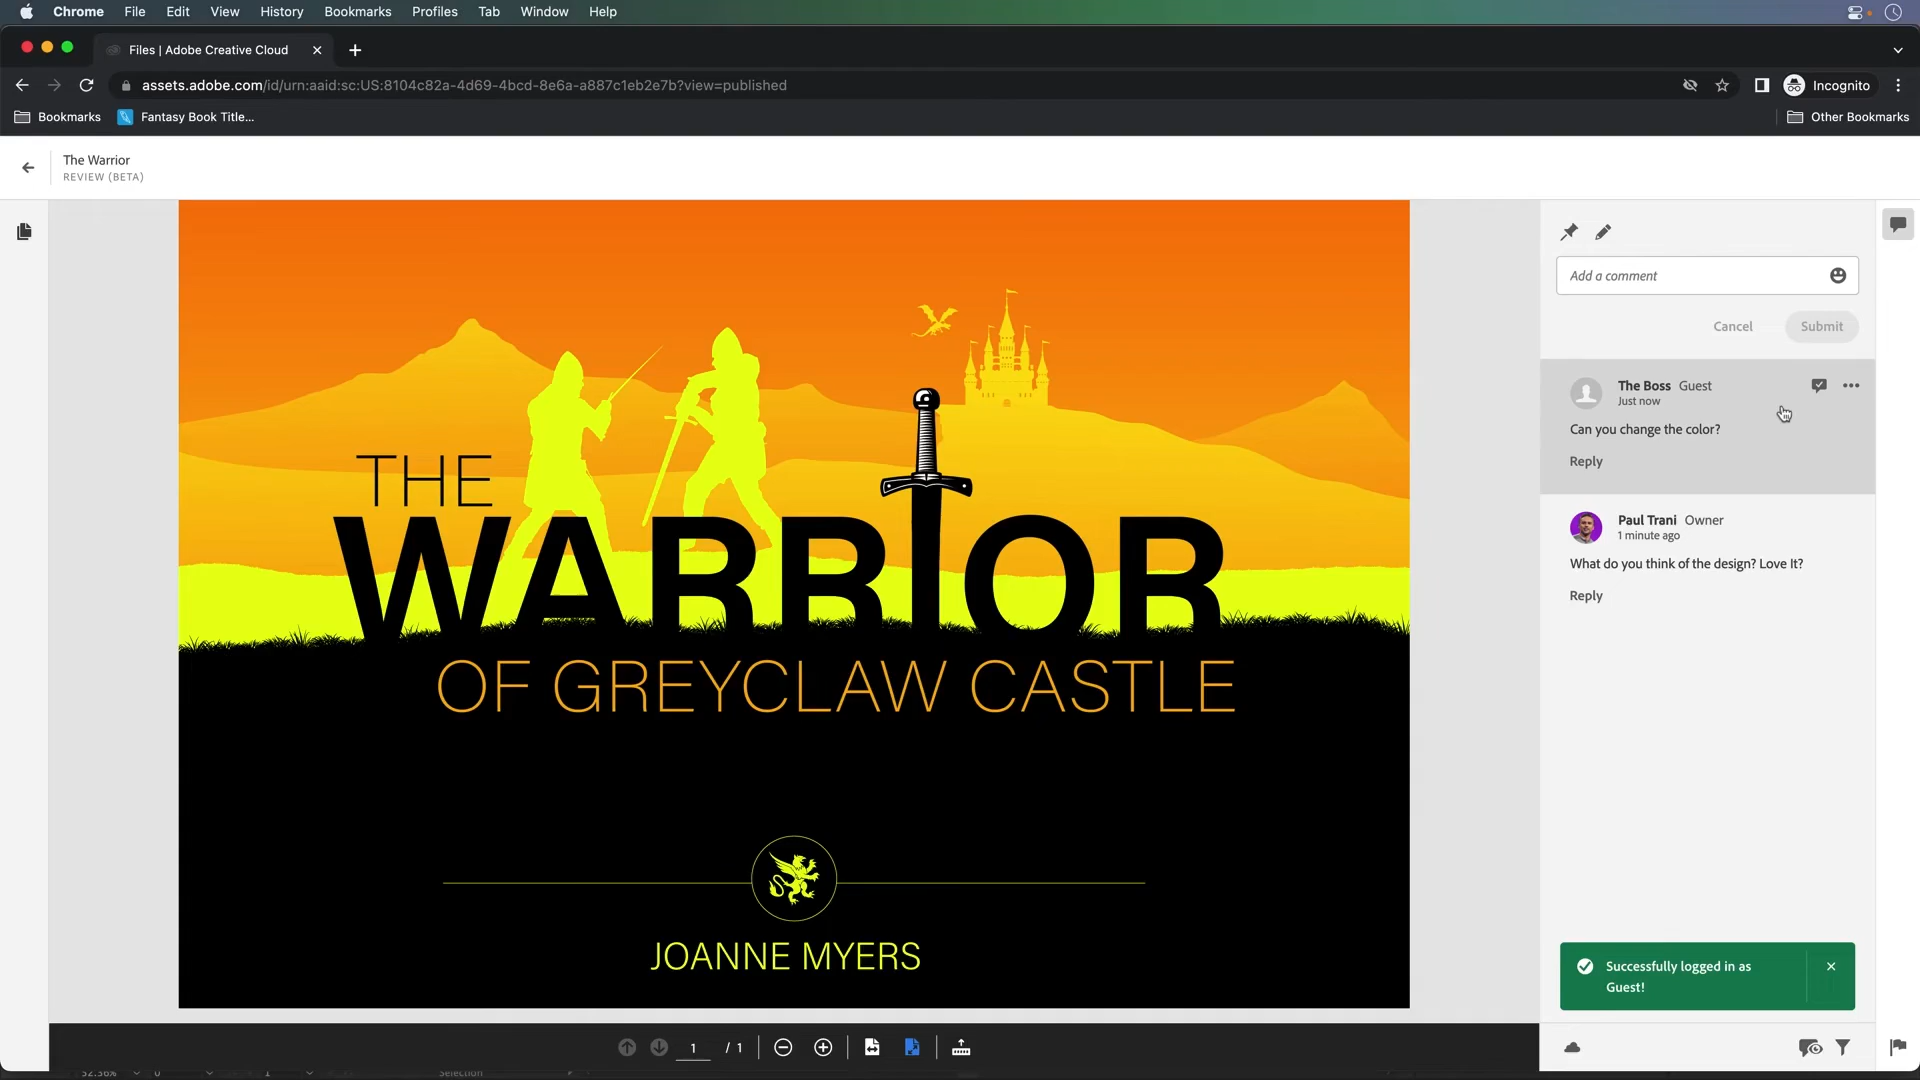 Chrome File Edit View History Bookmarks Profiles Tab Window Help
Files | Adobe Creative Cloud
assets.adobe.com/id/urn:aaid:sc:US:8104c82a-4d69-4bcd-8e6a-a887c1eb2e7b?view=published
Incognito
Bookmarks
Fantasy Book Title...
Other Bookmarks
The Warrior
REVIEW (BETA)
THE
WARRIOR
OF GREYCLAW CASTLE
JOANNE MYERS
Add a comment
Cancel
Submit
The Boss Guest
Just now
Can you change the color?
Reply
Paul Trani Owner
1 minute ago
What do you think of the design? Love It?
Reply
Successfully logged in as
Guest!
1 / 1
52.36%
Selection